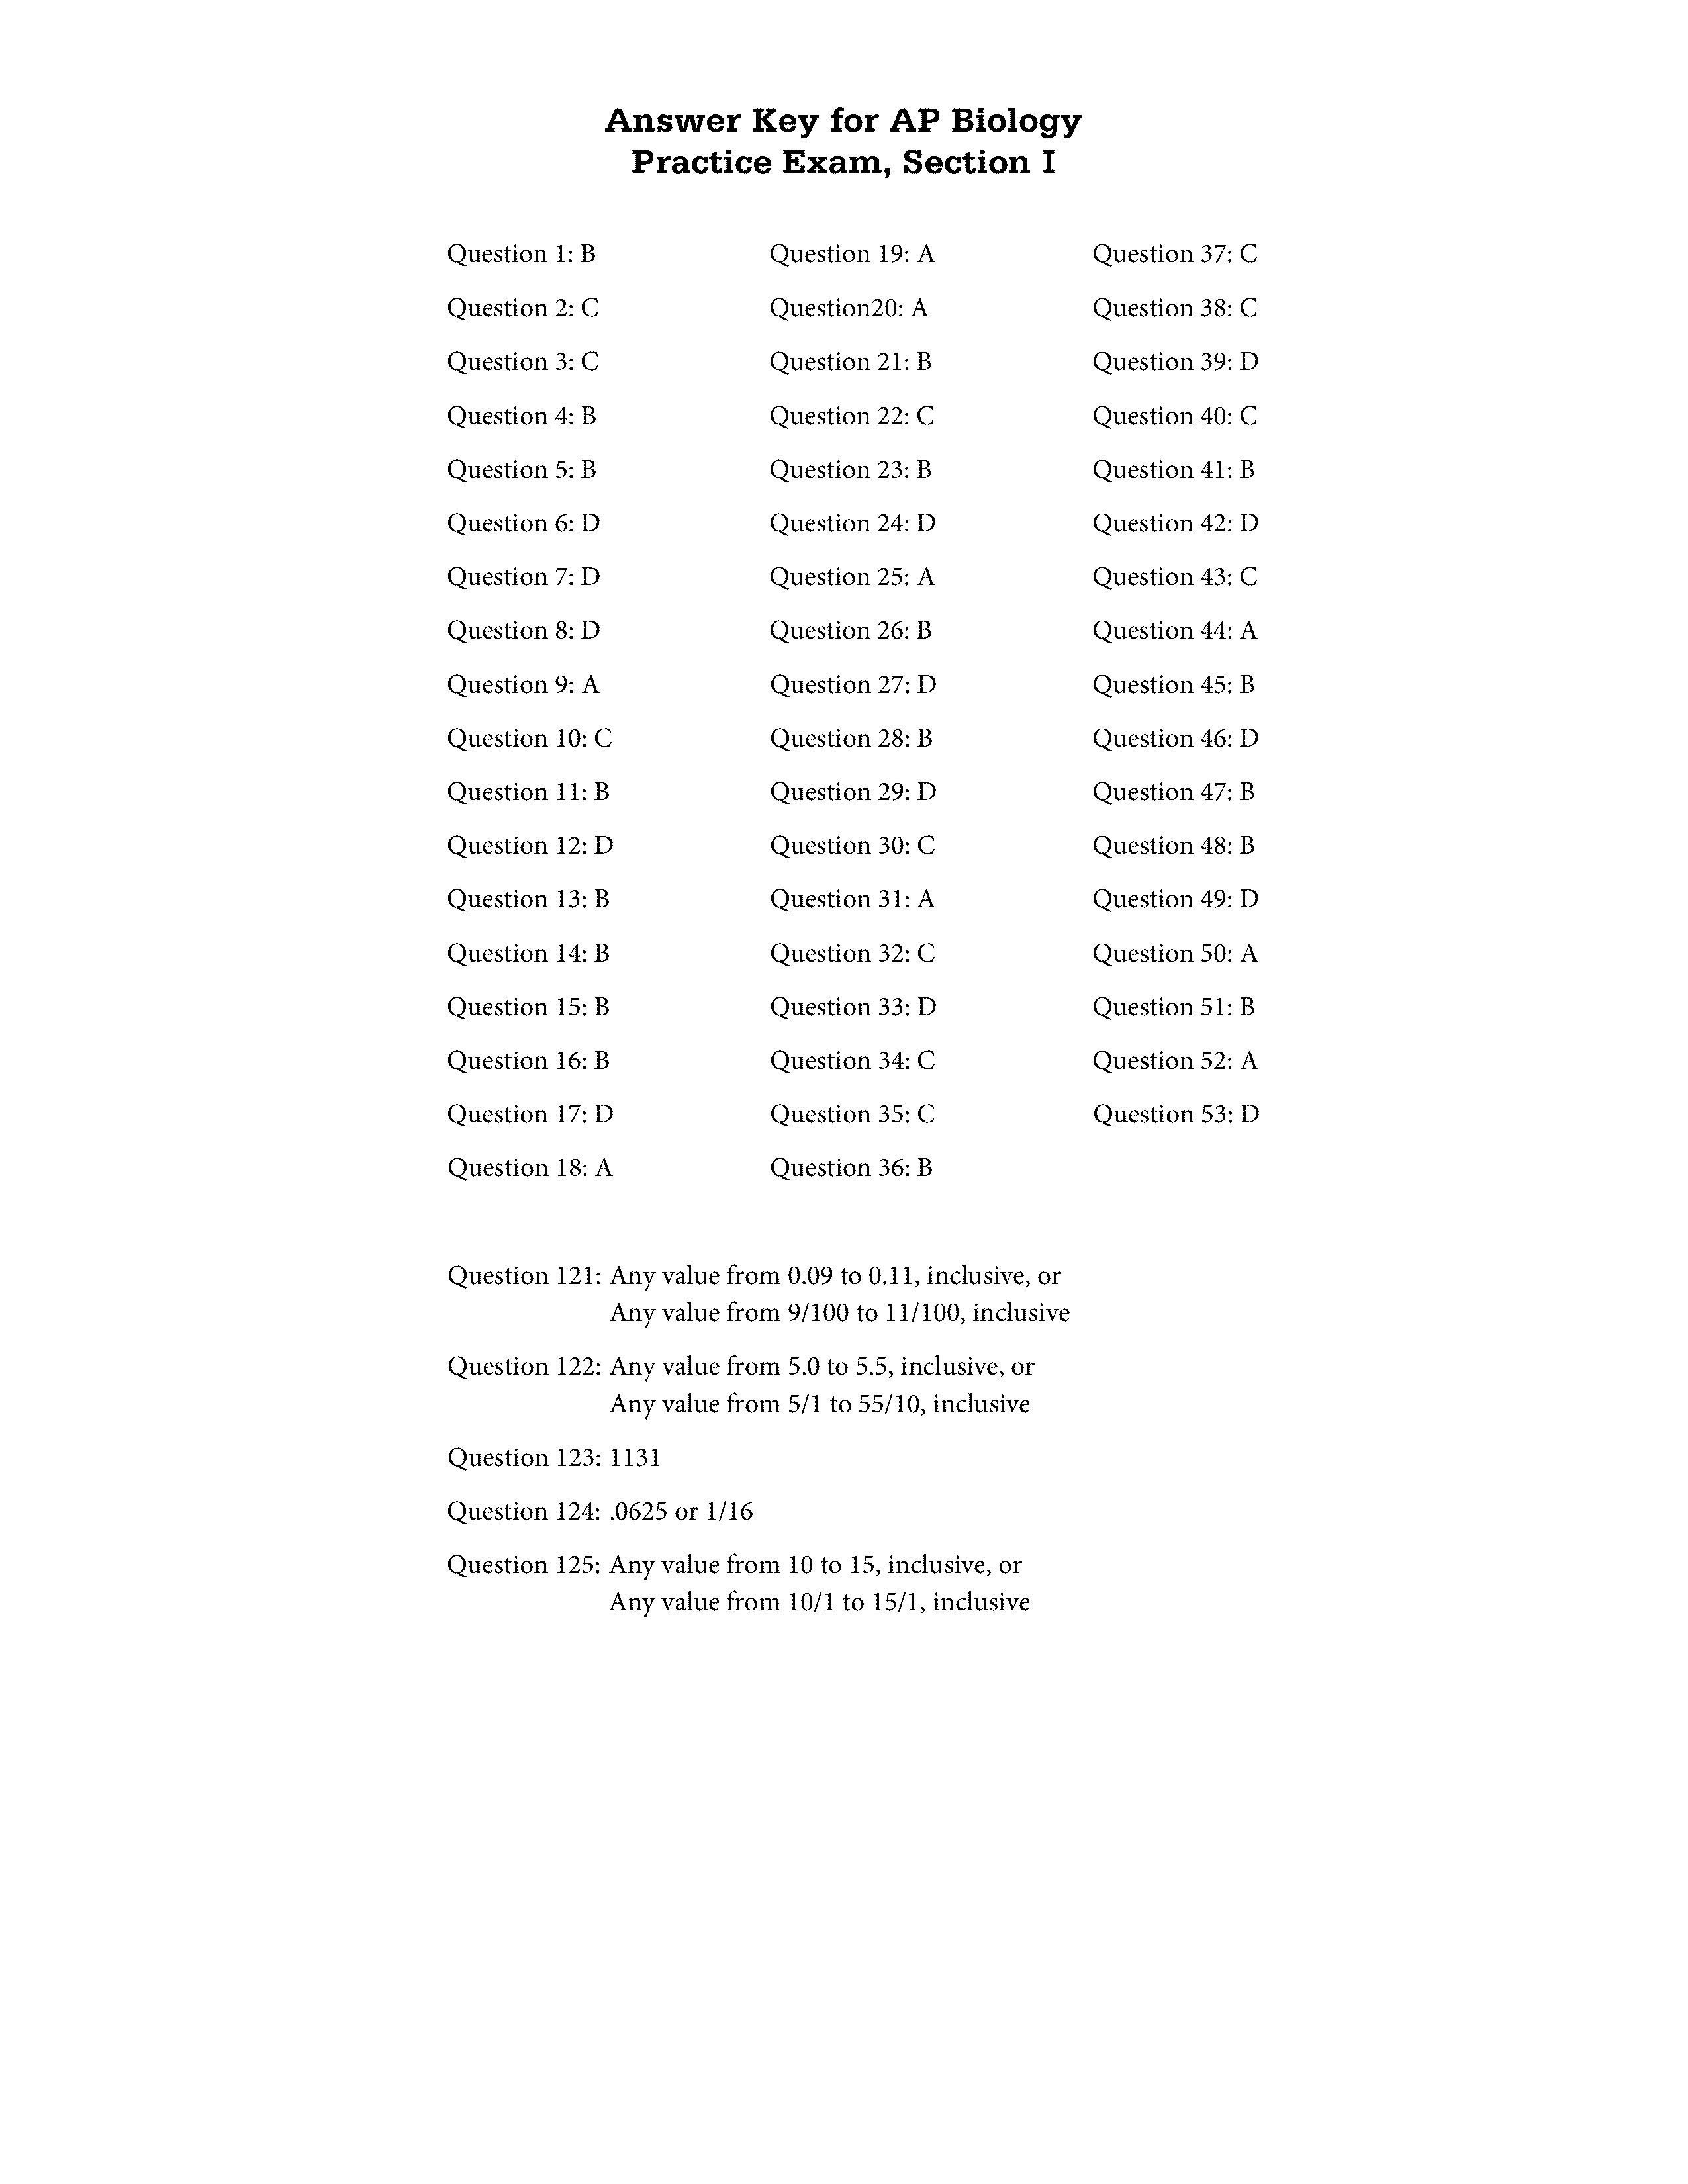 Answer Key for AP Biology
Practice Exam, Section I
Question 1: B
Question 2: C
Question 3: C
Question 4: B
Question 5: B
Question 6: D
Question 7: D
Question 8: D
Question 9: A
Question 10: C
Question 11: B
Question 12: D
Question 13: B
Question 14: B
Question 15: B
Question 16: B
Question 17: D
Question 18: A
Question 19: A
Question20: A
Question 21: B
Question 22: C
Question 23: B
Question 24: D
Question 25: A
Question 26: B
Question 27: D
Question 28: B
Question 29: D
Question 30: C
Question 31: A
Question 32: C
Question 33: D
Question 34: C
Question 35: C
Question 36: B
Question 37: C
Question 38: C
Question 39: D
Question 40: C
Question 41: B
Question 42: D
Question 43: C
Question 44: A
Question 45: B
Question 46: D
Question 47: B
Question 48: B
Question 49: D
Question 50: A
Question 51: B
Question 52: A
Question 53: D
Question 121: Any value from 0.09 to 0.11, inclusive, or
Any value from 9/100 to 11/100, inclusive
Question 122: Any value from 5.0 to 5.5, inclusive, or
Any value from 5/1 to 55/10, inclusive
Question 123: 1131
Question 124: .0625 or 1/16
Question 125: Any value from 10 to 15, inclusive, or
Any value from 10/1 to 15/1, inclusive